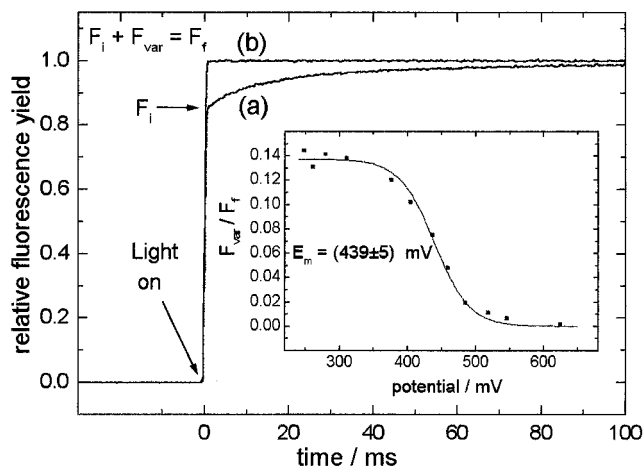 F_i + F_var = F_f
(b)
1.0
F_i
(a)
0.8
0.6
0.4
0.2
0.0
relative fluorescence yield
Light
on
0.14
0.12
0.10
0.08
0.06
0.04
0.02
0.00
F_var / F_f
E_m = (439±5) mV
300 400 500 600
potential / mV
0 20 40 60 80 100
time / ms